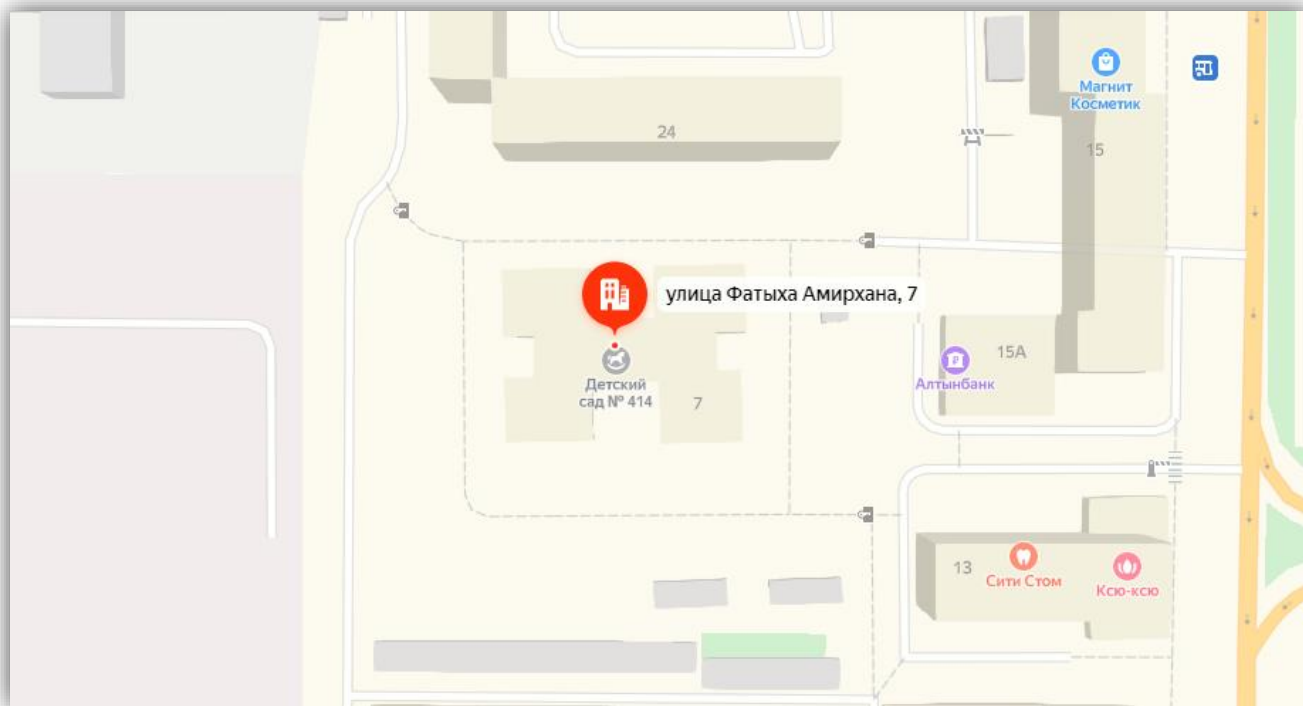 Магнит
Косметик
24
15
улица Фатыха Амирхана, 7
15А
Алтынбанк
Детский
сад № 414
7
13
Сити Стом
Ксю-ксю